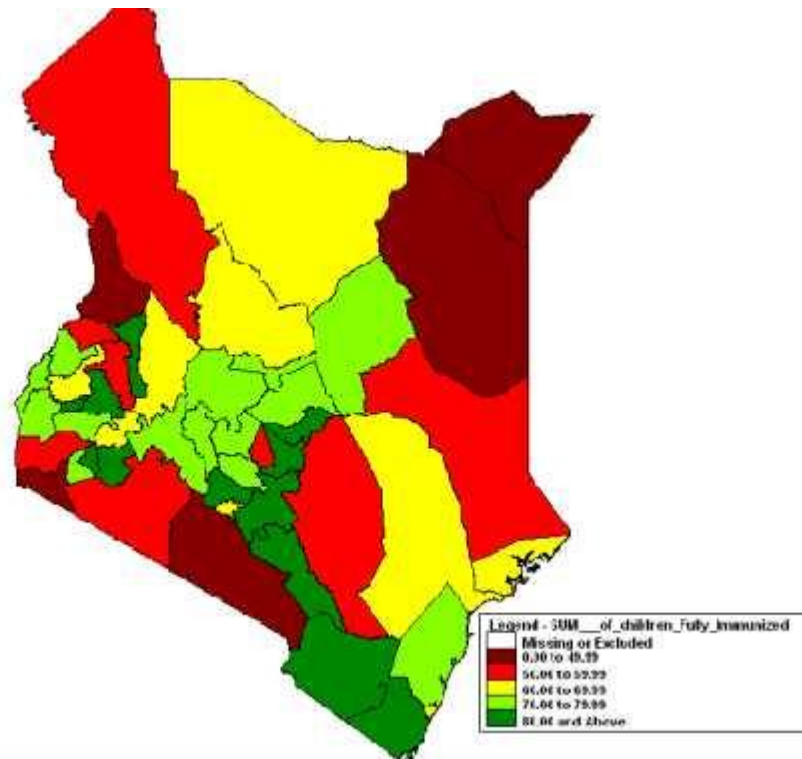 Legend - SUM___of_children_Fully_Immunized
Missing or Excluded
0.00 to 49.99
50.00 to 59.99
60.00 to 69.99
70.00 to 79.99
80.00 and Above